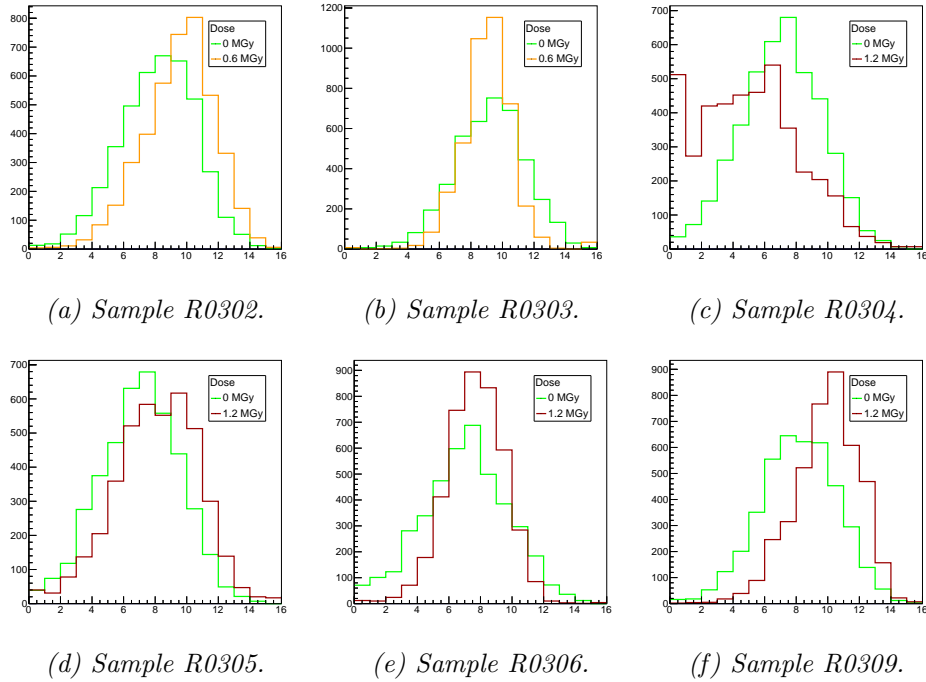 Dose
0 MGy
0.6 MGy
800
700
600
500
400
300
200
100
0
0 2 4 6 8 10 12 14 16
(a) Sample R0302.
Dose
0 MGy
0.6 MGy
1200
1000
800
600
400
200
0
0 2 4 6 8 10 12 14 16
(b) Sample R0303.
Dose
0 MGy
1.2 MGy
700
600
500
400
300
200
100
0
0 2 4 6 8 10 12 14 16
(c) Sample R0304.
Dose
0 MGy
1.2 MGy
700
600
500
400
300
200
100
0
0 2 4 6 8 10 12 14 16
(d) Sample R0305.
Dose
0 MGy
1.2 MGy
900
800
700
600
500
400
300
200
100
0
0 2 4 6 8 10 12 14 16
(e) Sample R0306.
Dose
0 MGy
1.2 MGy
900
800
700
600
500
400
300
200
100
0
0 2 4 6 8 10 12 14 16
(f) Sample R0309.